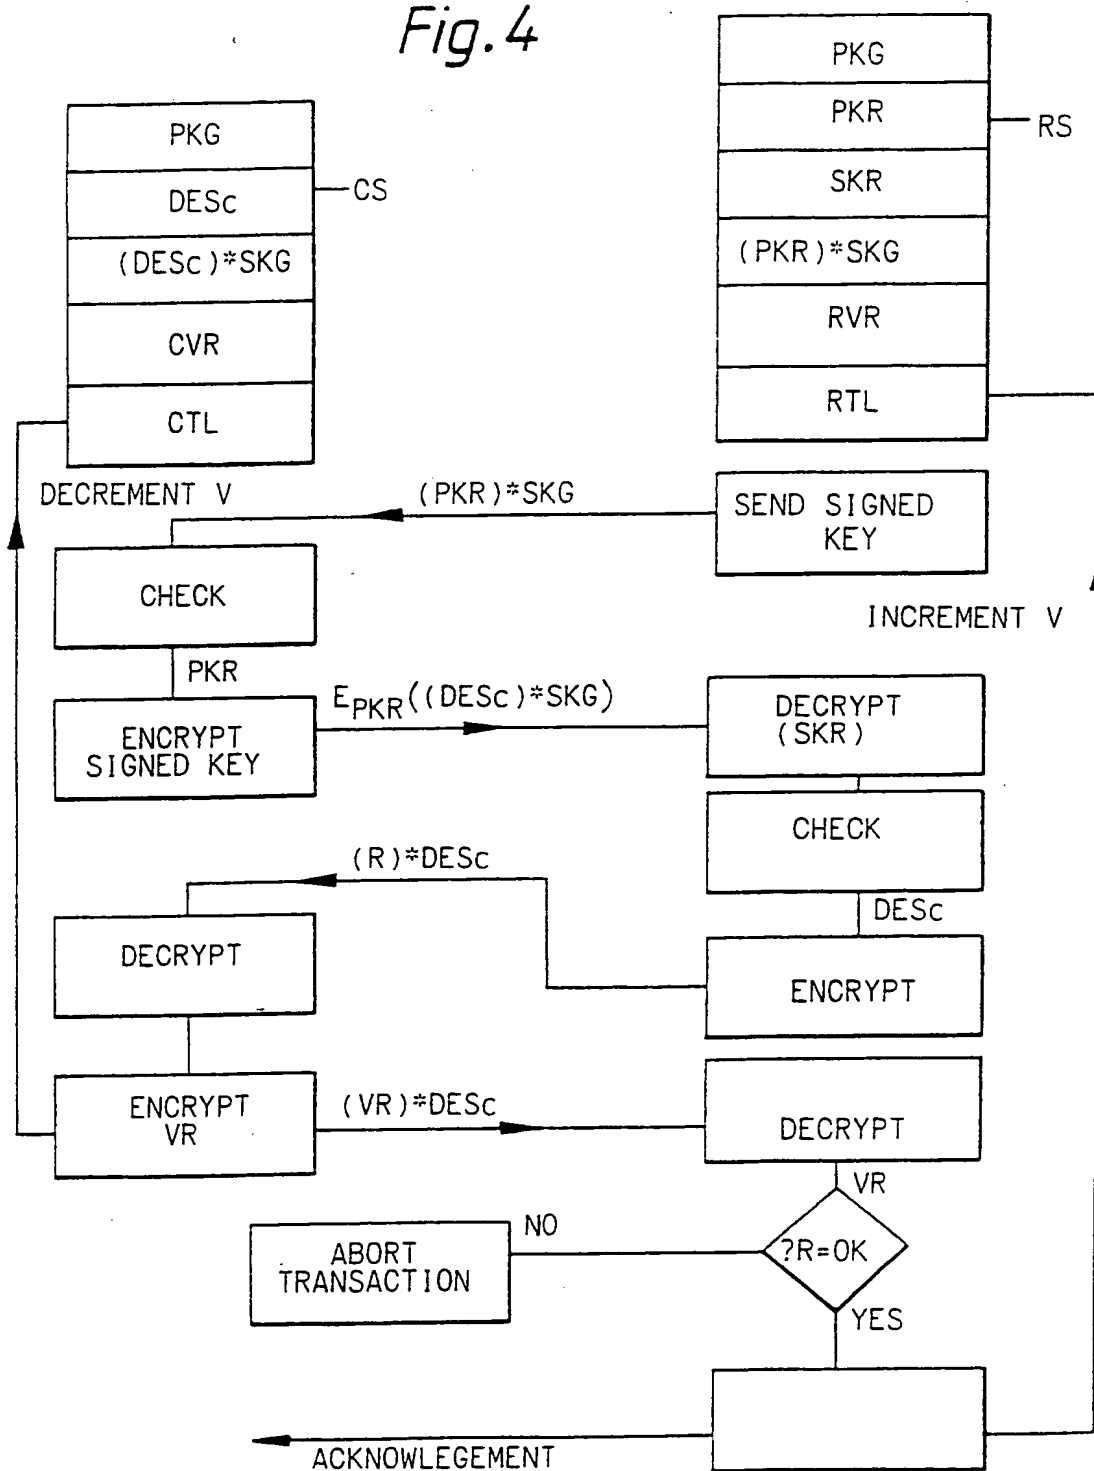 Fig. 4
PKG
DESc
(DESc)*SKG
CVR
CTL
CS
PKG
PKR
SKR
(PKR)*SKG
RVR
RTL
RS
DECREMENT V
(PKR)*SKG
SEND SIGNED
KEY
CHECK
INCREMENT V
PKR
ENCRYPT
SIGNED KEY
EPKR((DESc)*SKG)
DECRYPT
(SKR)
CHECK
DESc
(R)*DESc
DECRYPT
ENCRYPT
ENCRYPT
VR
(VR)*DESc
DECRYPT
VR
?R=OK
NO
ABORT
TRANSACTION
YES
ACKNOWLEGEMENT